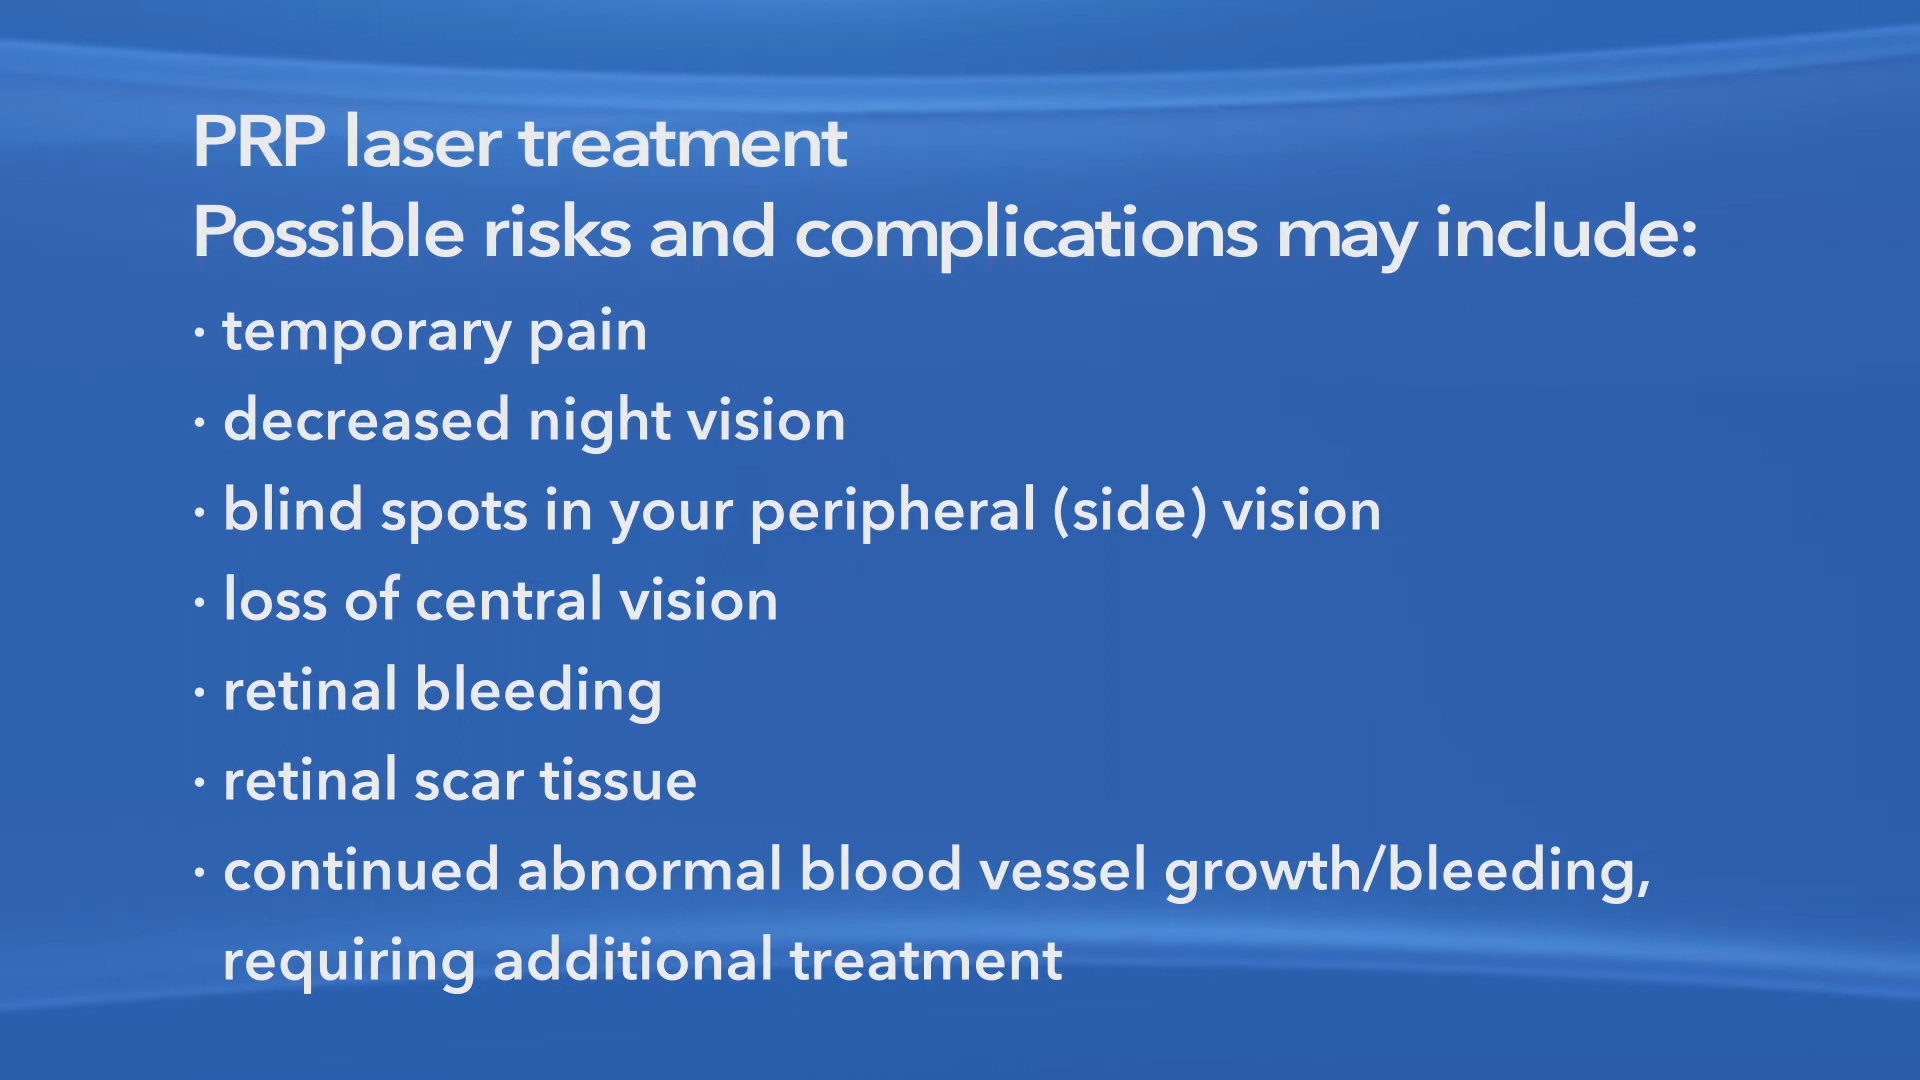 PRP laser treatment
Possible risks and complications may include:
· temporary pain
· decreased night vision
· blind spots in your peripheral (side) vision
· loss of central vision
· retinal bleeding
· retinal scar tissue
· continued abnormal blood vessel growth/bleeding,
requiring additional treatment